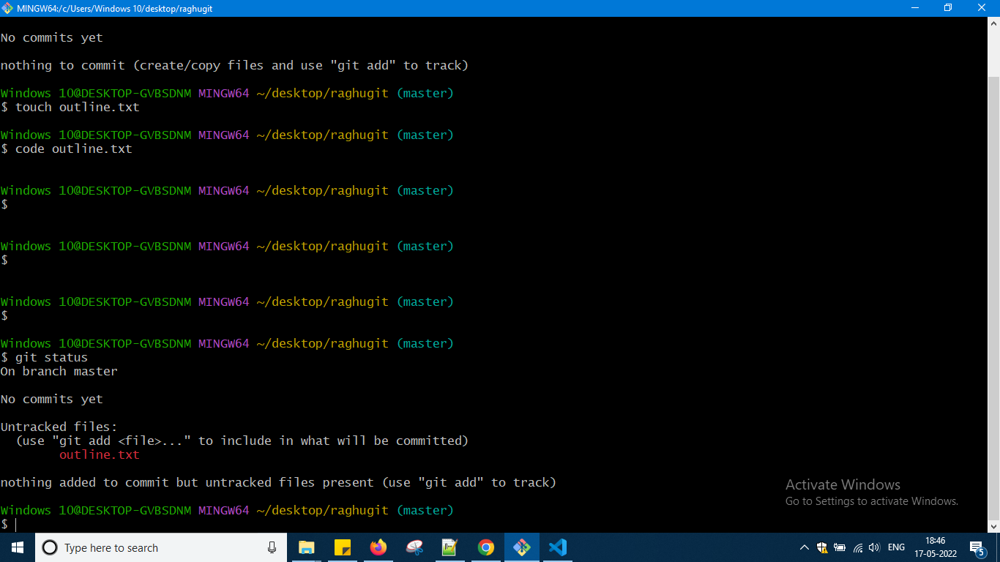 MINGW64:/c/Users/Windows 10/desktop/raghugit
No commits yet
nothing to commit (create/copy files and use "git add" to track)
Windows 10@DESKTOP-GVBSDNM MINGW64 ~/desktop/raghugit (master)
$ touch outline.txt
Windows 10@DESKTOP-GVBSDNM MINGW64 ~/desktop/raghugit (master)
$ code outline.txt
Windows 10@DESKTOP-GVBSDNM MINGW64 ~/desktop/raghugit (master)
$
Windows 10@DESKTOP-GVBSDNM MINGW64 ~/desktop/raghugit (master)
$
Windows 10@DESKTOP-GVBSDNM MINGW64 ~/desktop/raghugit (master)
$
Windows 10@DESKTOP-GVBSDNM MINGW64 ~/desktop/raghugit (master)
$ git status
On branch master
No commits yet
Untracked files:
  (use "git add <file>..." to include in what will be committed)
        outline.txt
nothing added to commit but untracked files present (use "git add" to track)
Windows 10@DESKTOP-GVBSDNM MINGW64 ~/desktop/raghugit (master)
$
Activate Windows
Go to Settings to activate Windows.
Type here to search
ENG
18:46
17-05-2022
5